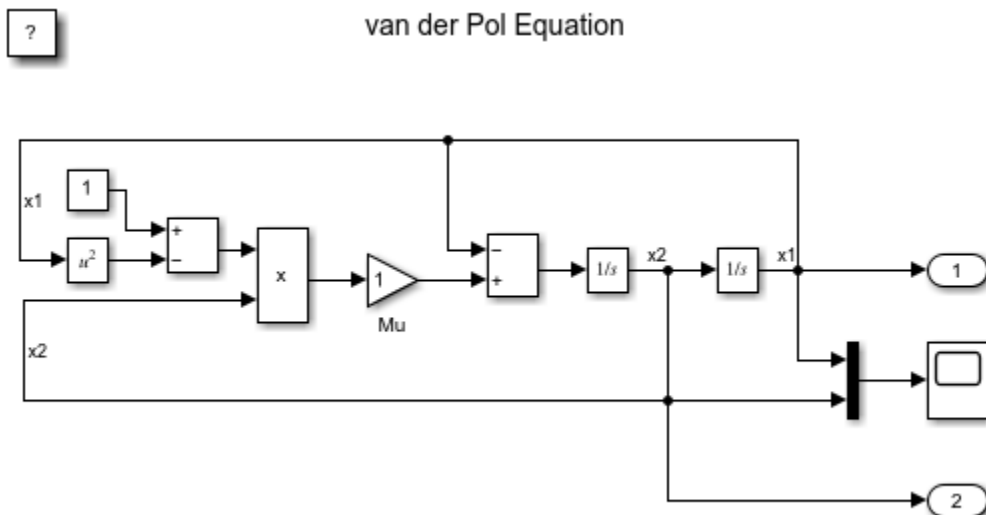 ?
van der Pol Equation
x1
1
+
−
u²
x
1
Mu
−
+
1/s
x2
1/s
x1
1
x2
2